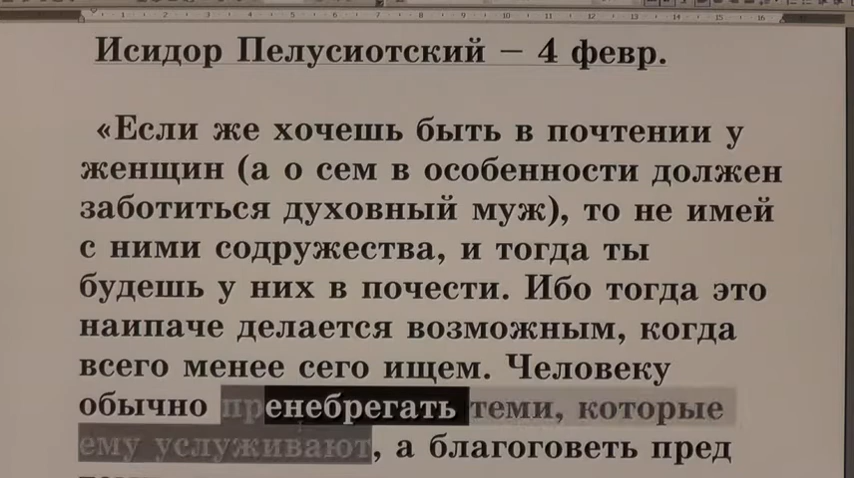 Исидор Пелусиотский – 4 февр.
«Если же хочешь быть в почтении у
женщин (а о сем в особенности должен
заботиться духовный муж), то не имей
с ними содружества, и тогда ты
будешь у них в почести. Ибо тогда это
наипаче делается возможным, когда
всего менее сего ищем. Человеку
обычно пренебрегать теми, которые
ему услуживают, а благоговеть пред